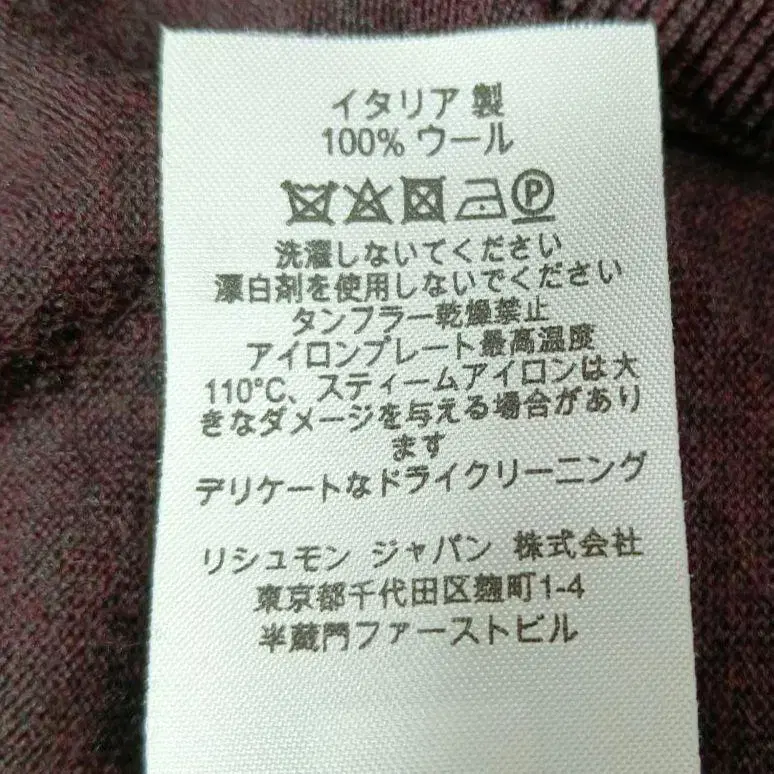 イタリア 製
100% ウール
P
洗濯しないてください
漂白剤を使用しないでください
タンフラー乾燥禁止
アイロンプレート最高温度
110°C、スティームアイロンは大
きなダメージを与える場合があり
ます
デリケートなドライクリーニング
リシュモン ジャパン 株式会社
東京都千代田区麹町1-4
半蔵門ファーストビル